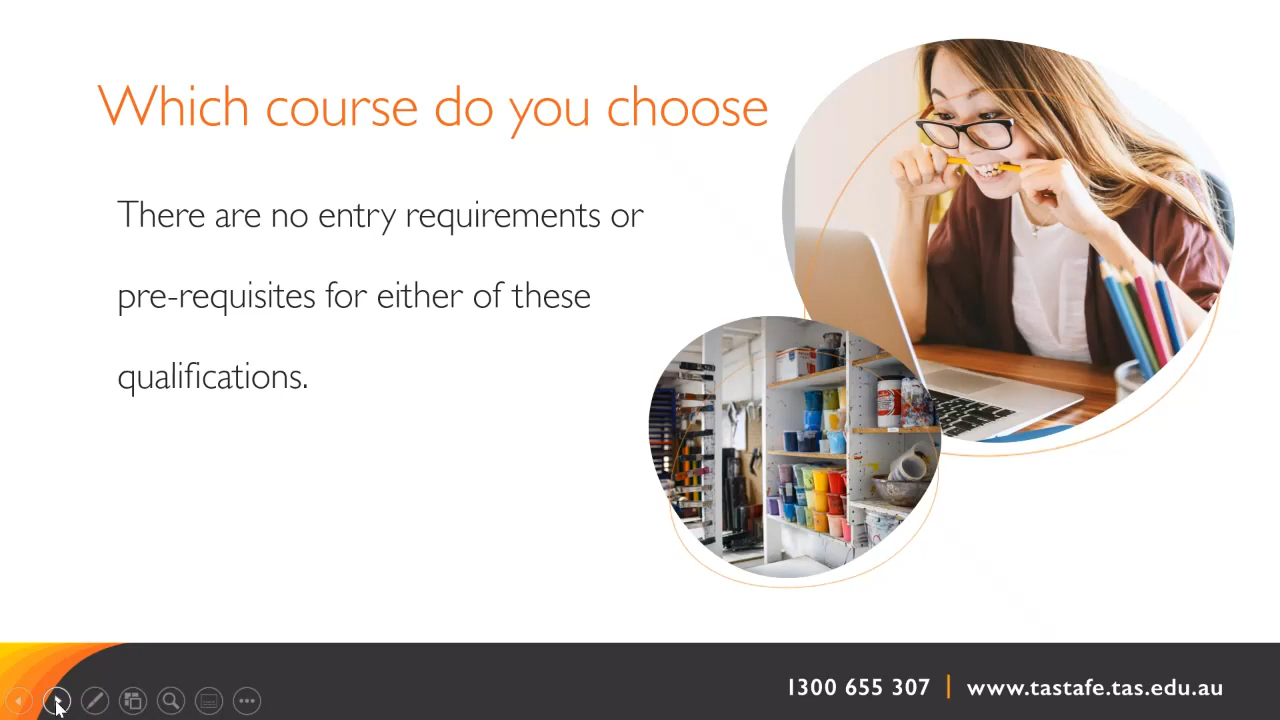 Which course do you choose
There are no entry requirements or
pre-requisites for either of these
qualifications.
1300 655 307 | www.tastafe.tas.edu.au